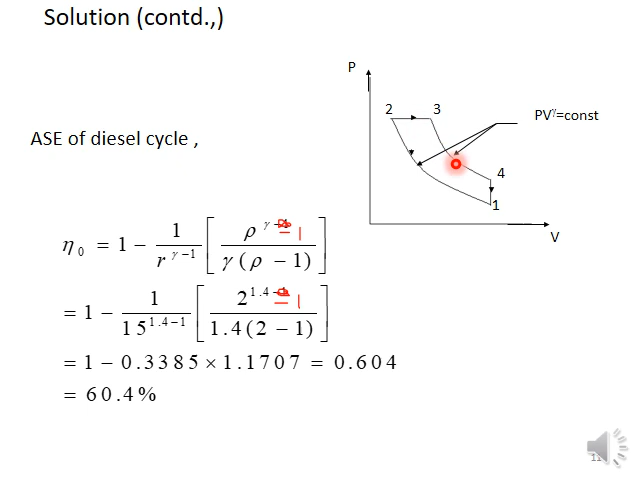 Solution (contd.,)
P
2
3
PVᵞ=const
ASE of diesel cycle ,
4
1
V
η₀ = 1 − 1 / r^(γ−1) [ ρ^γ − 1 / γ(ρ − 1) ]
= 1 − 1 / 15^(1.4−1) [ 2^1.4 − 1 / 1.4(2 − 1) ]
= 1 − 0.3385 × 1.1707 = 0.604
= 60.4%